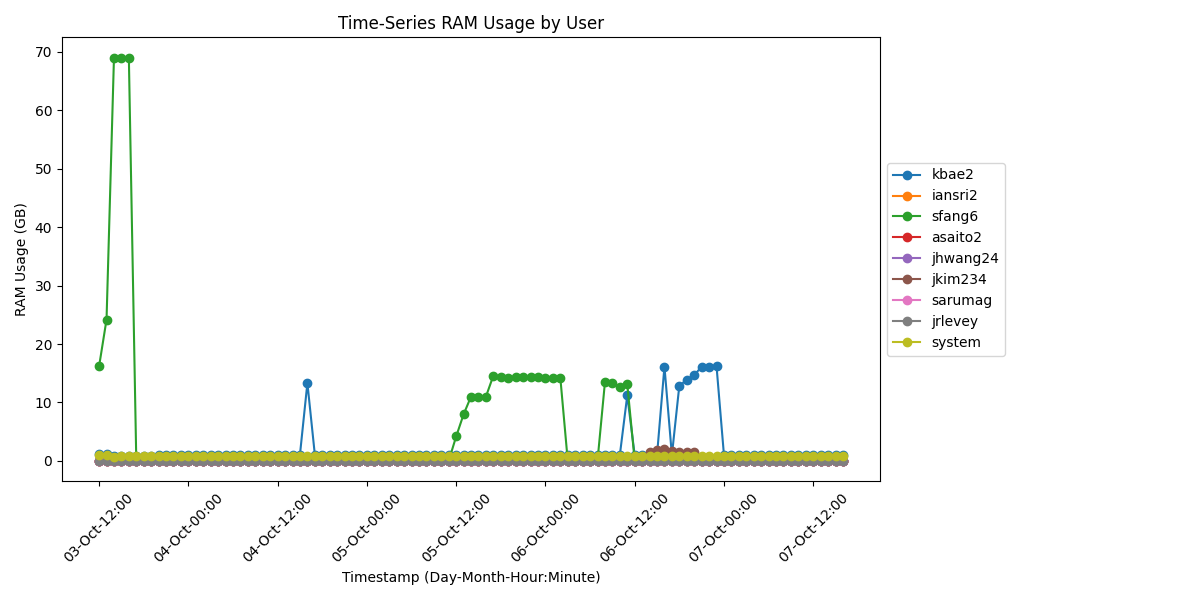 Time-Series RAM Usage by User
RAM Usage (GB)
70
60
50
40
30
20
10
0
03-Oct-12:00
04-Oct-00:00
04-Oct-12:00
05-Oct-00:00
05-Oct-12:00
06-Oct-00:00
06-Oct-12:00
07-Oct-00:00
07-Oct-12:00
Timestamp (Day-Month-Hour:Minute)
kbae2
iansri2
sfang6
asaito2
jhwang24
jkim234
sarumag
jrlevey
system